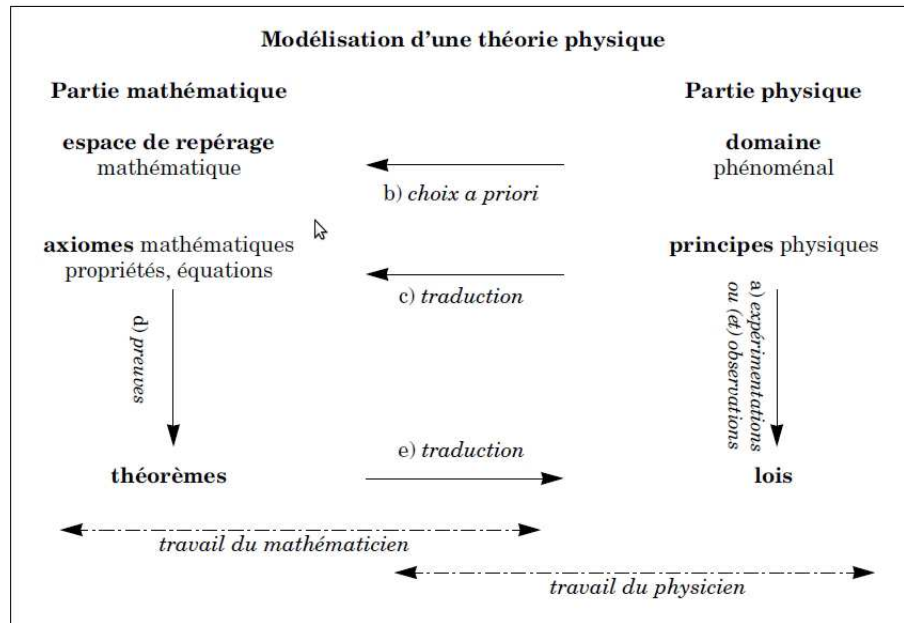 Modélisation d'une théorie physique
Partie mathématique
Partie physique
espace de repérage
mathématique
domaine
phénoménal
b) choix a priori
axiomes mathématiques
propriétés, équations
principes physiques
c) traduction
d) preuves
a) expérimentations
ou (et) observations
e) traduction
théorèmes
lois
travail du mathématicien
travail du physicien